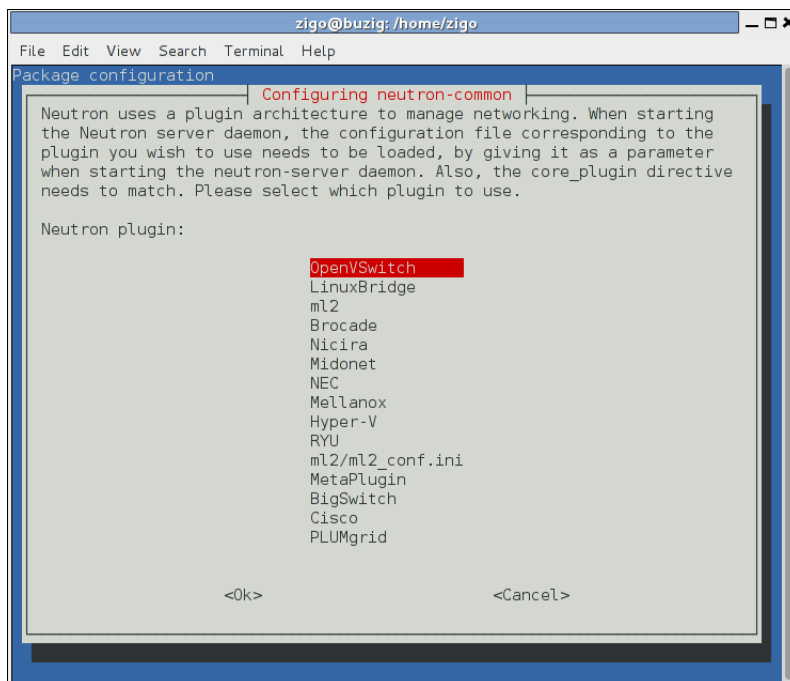 zigo@buzig: /home/zigo
File Edit View Search Terminal Help
Package configuration
Configuring neutron-common
Neutron uses a plugin architecture to manage networking. When starting
the Neutron server daemon, the configuration file corresponding to the
plugin you wish to use needs to be loaded, by giving it as a parameter
when starting the neutron-server daemon. Also, the core_plugin directive
needs to match. Please select which plugin to use.
Neutron plugin:
OpenVSwitch
LinuxBridge
ml2
Brocade
Nicira
Midonet
NEC
Mellanox
Hyper-V
RYU
ml2/ml2_conf.ini
MetaPlugin
BigSwitch
Cisco
PLUMgrid
<Ok> <Cancel>